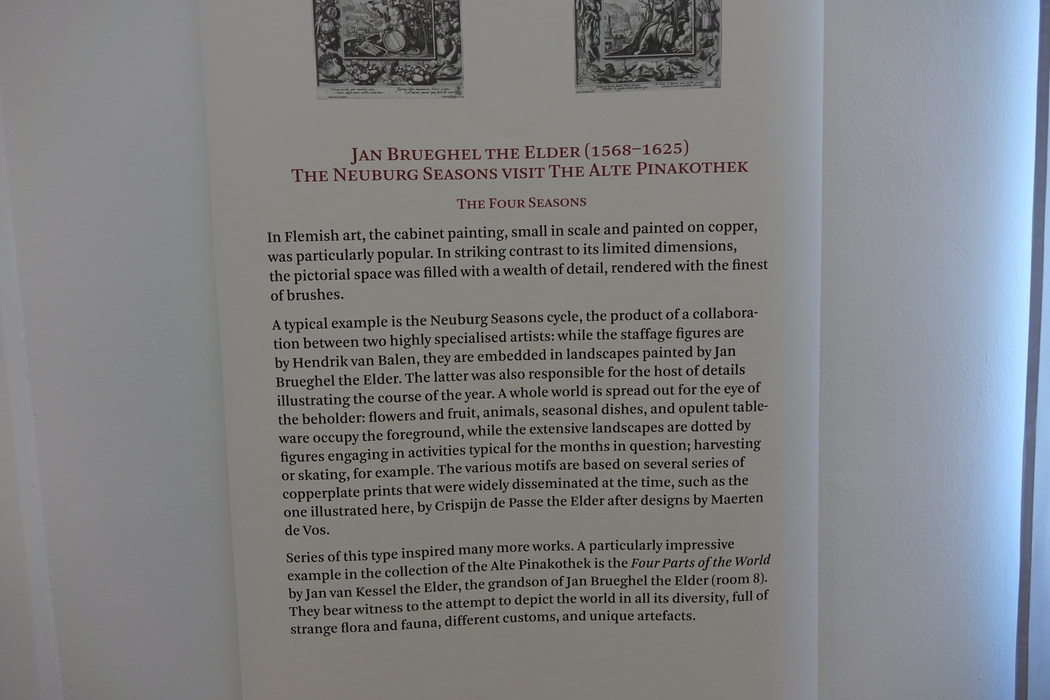 JAN BRUEGHEL THE ELDER (1568–1625)
THE NEUBURG SEASONS VISIT THE ALTE PINAKOTHEK
THE FOUR SEASONS
In Flemish art, the cabinet painting, small in scale and painted on copper,
was particularly popular. In striking contrast to its limited dimensions,
the pictorial space was filled with a wealth of detail, rendered with the finest
of brushes.
A typical example is the Neuburg Seasons cycle, the product of a collabora-
tion between two highly specialised artists: while the staffage figures are
by Hendrik van Balen, they are embedded in landscapes painted by Jan
Brueghel the Elder. The latter was also responsible for the host of details
illustrating the course of the year. A whole world is spread out for the eye of
the beholder: flowers and fruit, animals, seasonal dishes, and opulent table-
ware occupy the foreground, while the extensive landscapes are dotted by
figures engaging in activities typical for the months in question; harvesting
or skating, for example. The various motifs are based on several series of
copperplate prints that were widely disseminated at the time, such as the
one illustrated here, by Crispijn de Passe the Elder after designs by Maerten
de Vos.
Series of this type inspired many more works. A particularly impressive
example in the collection of the Alte Pinakothek is the Four Parts of the World
by Jan van Kessel the Elder, the grandson of Jan Brueghel the Elder (room 8).
They bear witness to the attempt to depict the world in all its diversity, full of
strange flora and fauna, different customs, and unique artefacts.